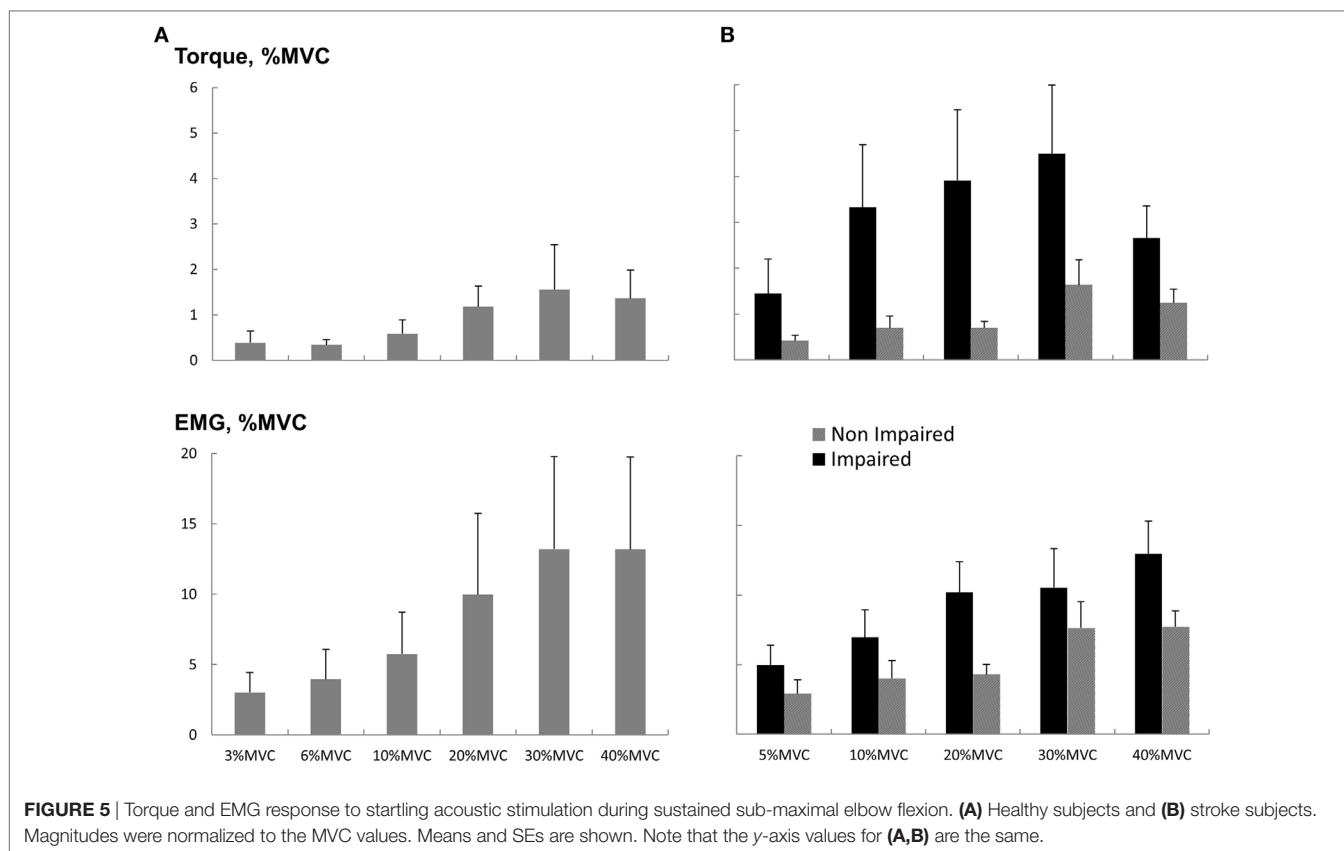 A
B
Torque, %MVC
6
5
4
3
2
1
0
EMG, %MVC
Non Impaired
Impaired
20
15
10
5
0
3%MVC 6%MVC 10%MVC 20%MVC 30%MVC 40%MVC
5%MVC 10%MVC 20%MVC 30%MVC 40%MVC
FIGURE 5 | Torque and EMG response to startling acoustic stimulation during sustained sub-maximal elbow flexion. (A) Healthy subjects and (B) stroke subjects.
Magnitudes were normalized to the MVC values. Means and SEs are shown. Note that the y-axis values for (A,B) are the same.